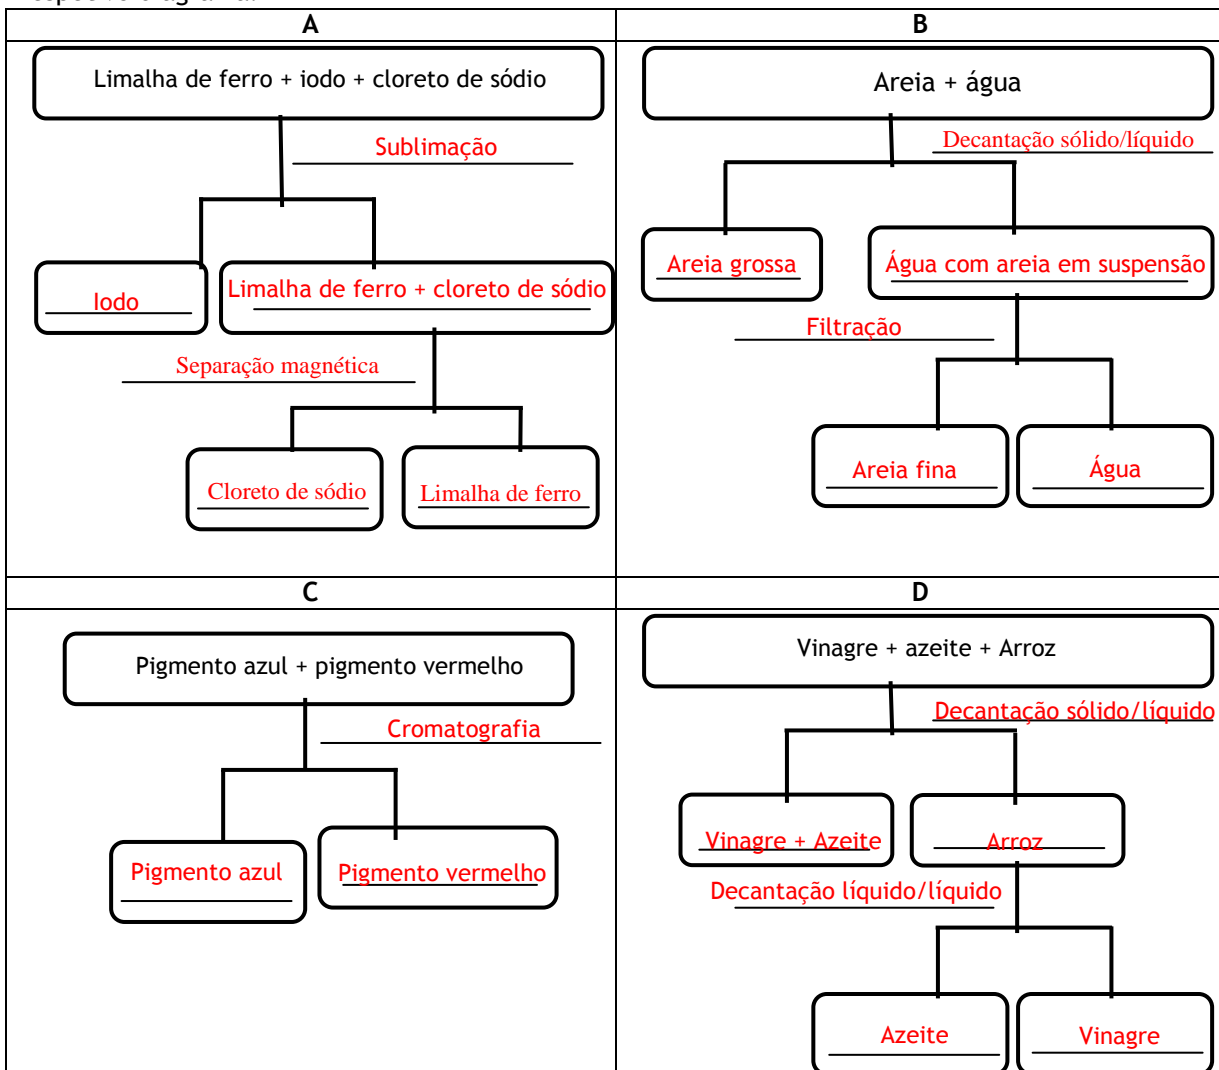 A
B
Limalha de ferro + iodo + cloreto de sódio
Areia + água
Sublimação
Decantação sólido/líquido
Iodo
Limalha de ferro + cloreto de sódio
Areia grossa
Água com areia em suspensão
Separação magnética
Filtração
Cloreto de sódio
Limalha de ferro
Areia fina
Água
C
D
Pigmento azul + pigmento vermelho
Vinagre + azeite + Arroz
Cromatografia
Decantação sólido/líquido
Pigmento azul
Pigmento vermelho
Vinagre + Azeite
Arroz
Decantação líquido/líquido
Azeite
Vinagre